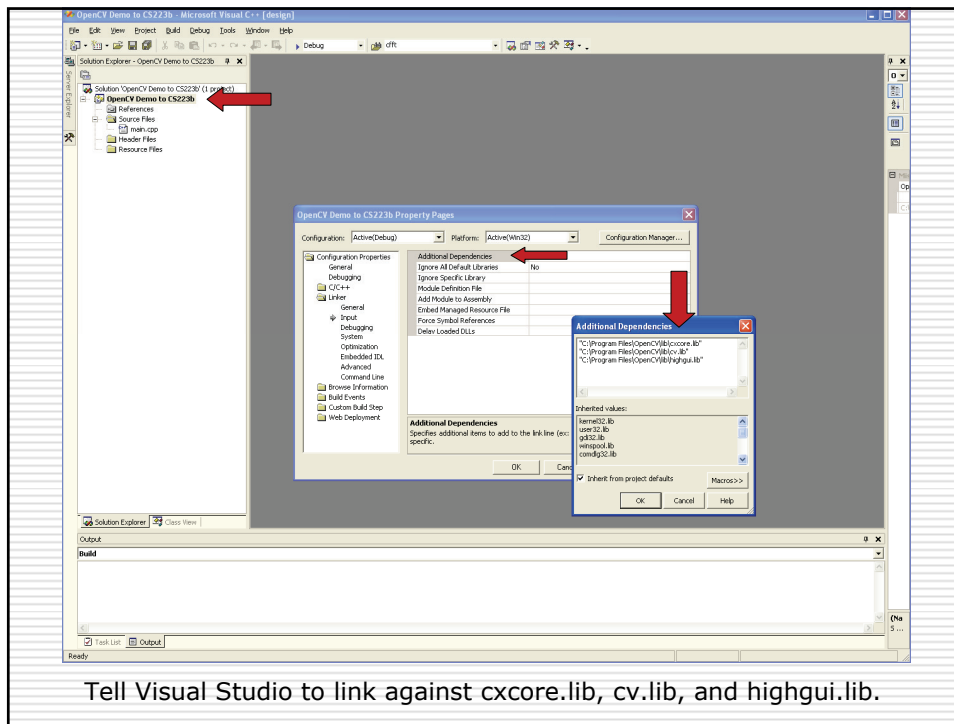 OpenCV Demo to CS223b - Microsoft Visual C++ [design]
File Edit View Project Build Debug Tools Window Help
Debug dft
Solution Explorer - OpenCV Demo to CS223b
Server Explorer
Solution 'OpenCV Demo to CS223b' (1 project)
OpenCV Demo to CS223b
References
Source Files
main.cpp
Header Files
Resource Files
OpenCV Demo to CS223b Property Pages
Configuration: Active(Debug) Platform: Active(Win32) Configuration Manager...
Configuration Properties
General
Debugging
C/C++
Linker
General
Input
Debugging
System
Optimization
Embedded IDL
Advanced
Command Line
Browse Information
Build Events
Custom Build Step
Web Deployment
Additional Dependencies
Ignore All Default Libraries No
Ignore Specific Library
Module Definition File
Add Module to Assembly
Embed Managed Resource File
Force Symbol References
Delay Loaded DLLs
Additional Dependencies
Specifies additional items to add to the link line (ex:
specific.
OK Canc
Additional Dependencies
"C:\Program Files\OpenCV\lib\cxcore.lib"
"C:\Program Files\OpenCV\lib\cv.lib"
"C:\Program Files\OpenCV\lib\highgui.lib"
Inherited values:
kernel32.lib
user32.lib
gdi32.lib
winspool.lib
comdlg32.lib
Inherit from project defaults
Macros>>
OK Cancel Help
Solution Explorer Class View
Output
Build
Task List Output
Ready
Mis
Op
C:\
(Na
S ...
Tell Visual Studio to link against cxcore.lib, cv.lib, and highgui.lib.